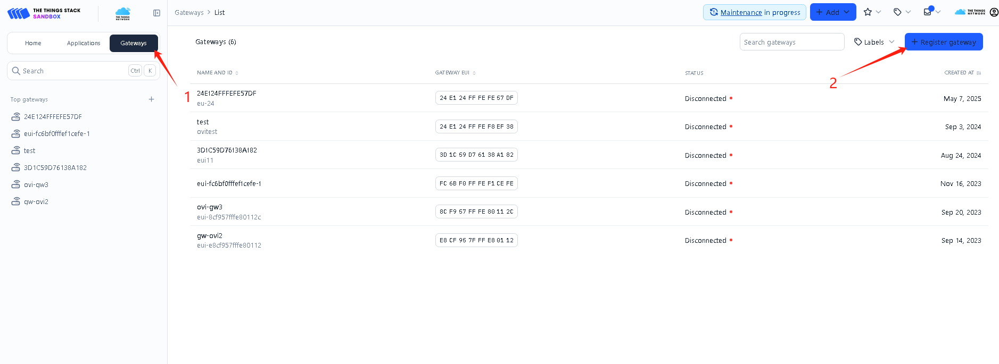 THE THINGS STACK
SANDBOX
THE THINGS
NETWORK
Gateways > List
Maintenance in progress
+ Add
THE THINGS
NETWORK
Home
Applications
Gateways
Search
Ctrl
K
Top gateways
+
24E124FFFEFE57DF
eui-fc6bf0fffef1cefe-1
test
3D1C59D76138A182
ovi-gw3
gw-ovi2
1
Gateways (6)
Search gateways
Labels
+ Register gateway
2
NAME AND ID
GATEWAY EUI
STATUS
CREATED AT
24E124FFFEFE57DF
eu-24
24 E1 24 FF FE FE 57 DF
Disconnected
May 7, 2025
test
ovitest
24 E1 24 FF FE F8 EF 38
Disconnected
Sep 3, 2024
3D1C59D76138A182
eui11
3D 1C 59 D7 61 38 A1 82
Disconnected
Aug 24, 2024
eui-fc6bf0fffef1cefe-1
FC 6B F0 FF FE F1 CE FE
Disconnected
Nov 16, 2023
ovi-gw3
eui-8cf957fffe80112c
8C F9 57 FF FE 80 11 2C
Disconnected
Sep 20, 2023
gw-ovi2
eui-e8cf957fffe80112
E8 CF 95 7F FF E8 01 12
Disconnected
Sep 14, 2023